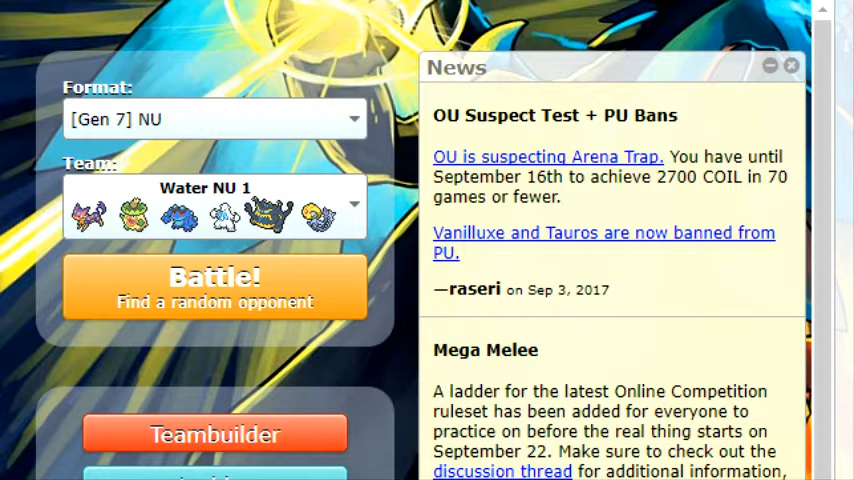 Format:
[Gen 7] NU
Team:
Water NU 1
Battle!
Find a random opponent
Teambuilder
News
OU Suspect Test + PU Bans
OU is suspecting Arena Trap. You have until
September 16th to achieve 2700 COIL in 70
games or fewer.
Vanilluxe and Tauros are now banned from
PU.
—raseri on Sep 3, 2017
Mega Melee
A ladder for the latest Online Competition
ruleset has been added for everyone to
practice on before the real thing starts on
September 22. Make sure to check out the
discussion thread for additional information,